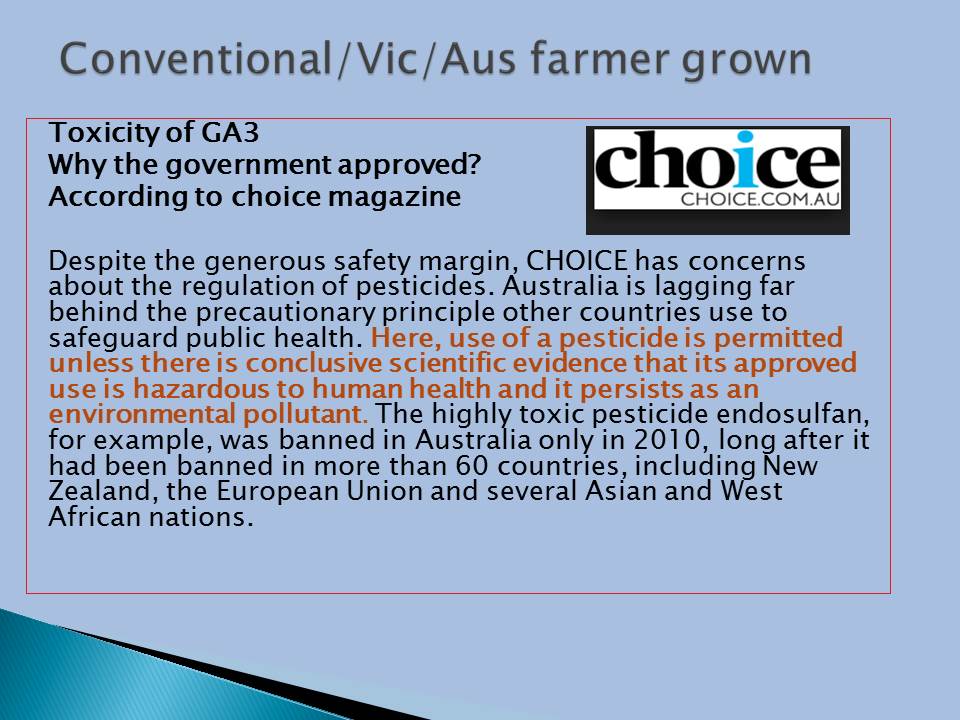 Conventional/Vic/Aus farmer grown
Toxicity of GA3
Why the government approved?
According to choice magazine
choice
CHOICE.COM.AU
Despite the generous safety margin, CHOICE has concerns
about the regulation of pesticides. Australia is lagging far
behind the precautionary principle other countries use to
safeguard public health. Here, use of a pesticide is permitted
unless there is conclusive scientific evidence that its approved
use is hazardous to human health and it persists as an
environmental pollutant. The highly toxic pesticide endosulfan,
for example, was banned in Australia only in 2010, long after it
had been banned in more than 60 countries, including New
Zealand, the European Union and several Asian and West
African nations.